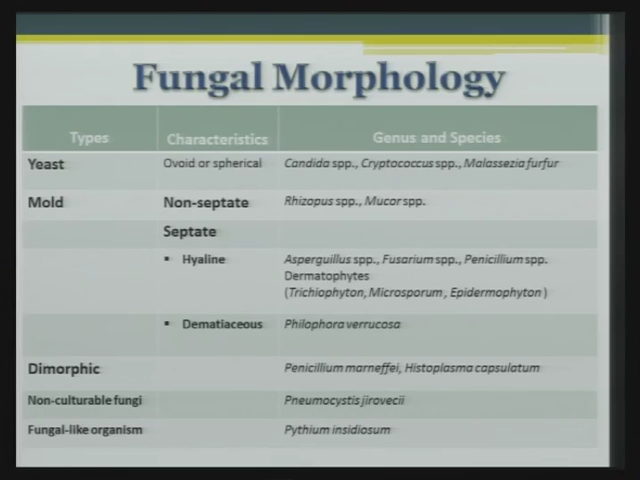 Fungal Morphology
Types Characteristics Genus and Species
Yeast Ovoid or spherical Candida spp., Cryptococcus spp., Malassezia furfur
Mold Non-septate Rhizopus spp., Mucor spp.
Septate
▪ Hyaline Asperguillus spp., Fusarium spp., Penicillium spp.
Dermatophytes
(Trichiophyton, Microsporum, Epidermophyton)
▪ Dematiaceous Philophora verrucosa
Dimorphic Penicillium marneffei, Histoplasma capsulatum
Non-culturable fungi Pneumocystis jirovecii
Fungal-like organism Pythium insidiosum